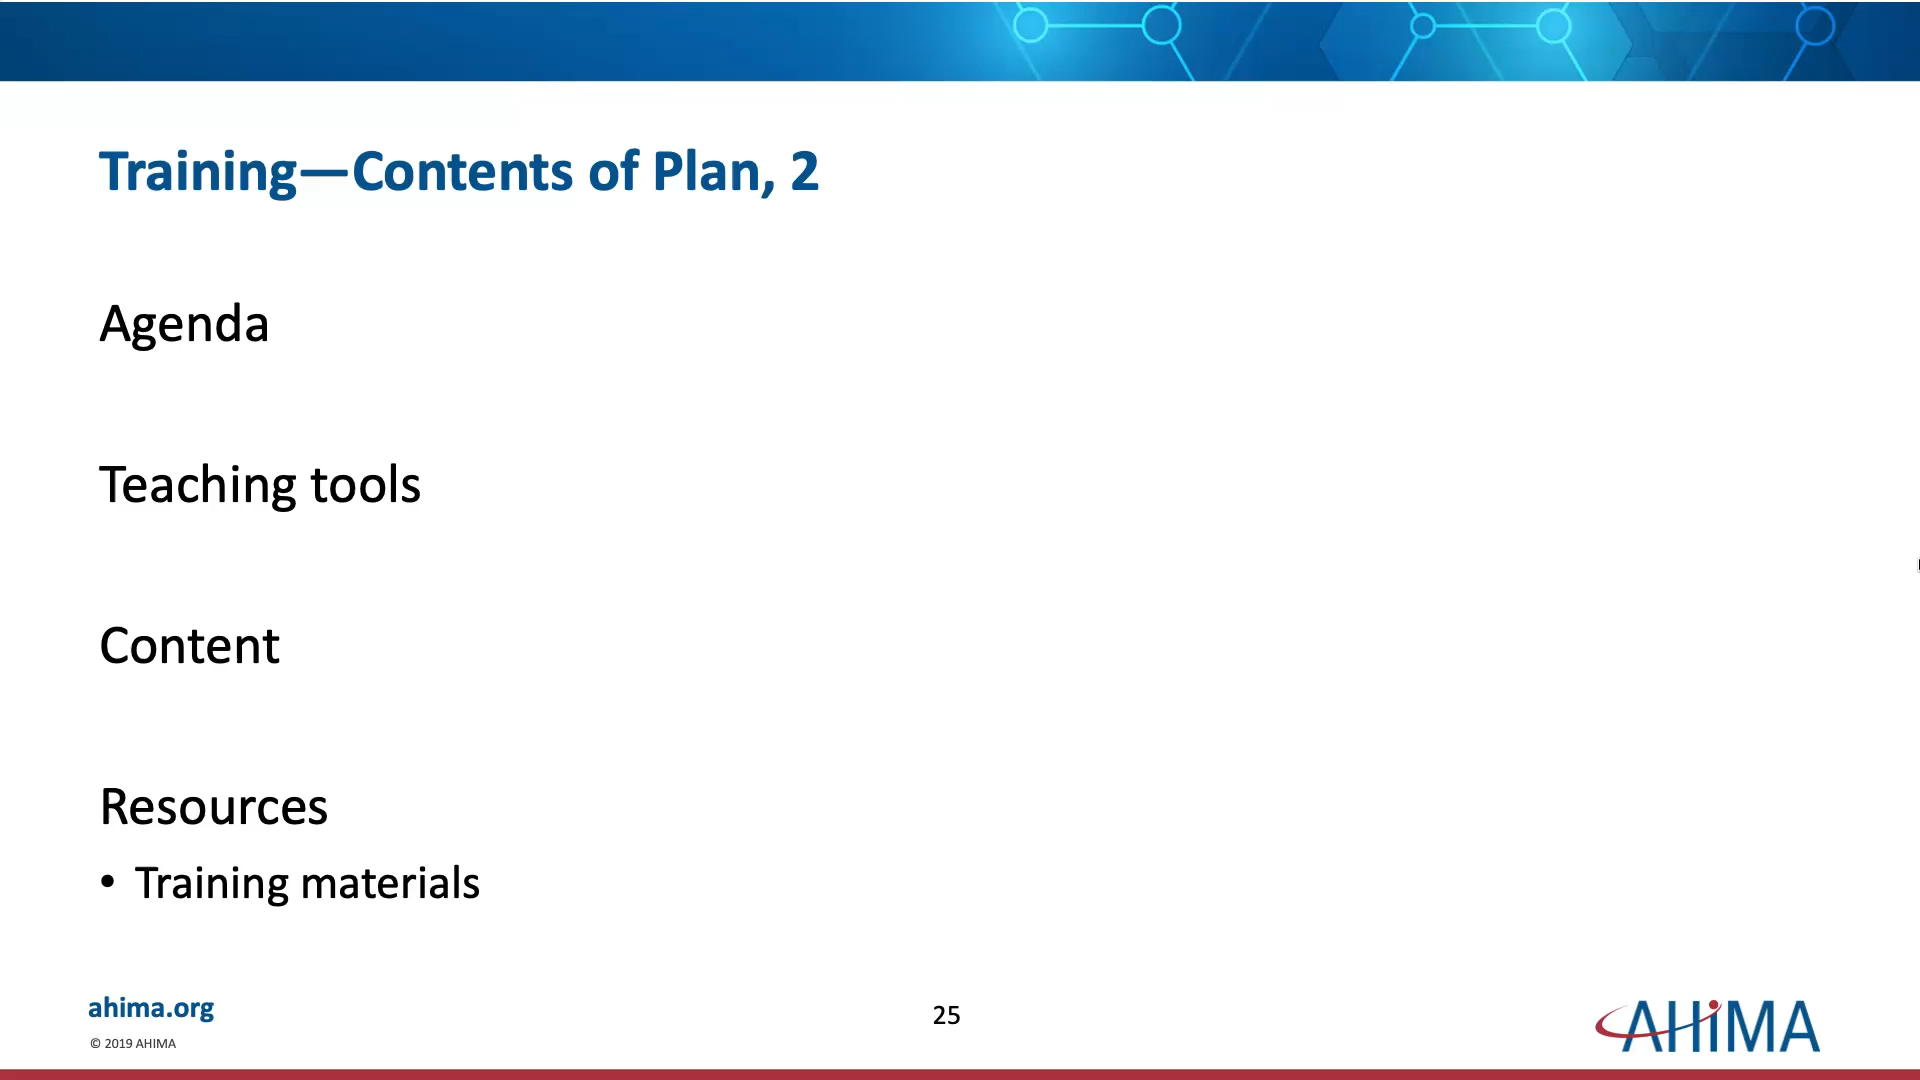 Training—Contents of Plan, 2
Agenda
Teaching tools
Content
Resources
• Training materials
ahima.org
© 2019 AHIMA
25
AHiMA